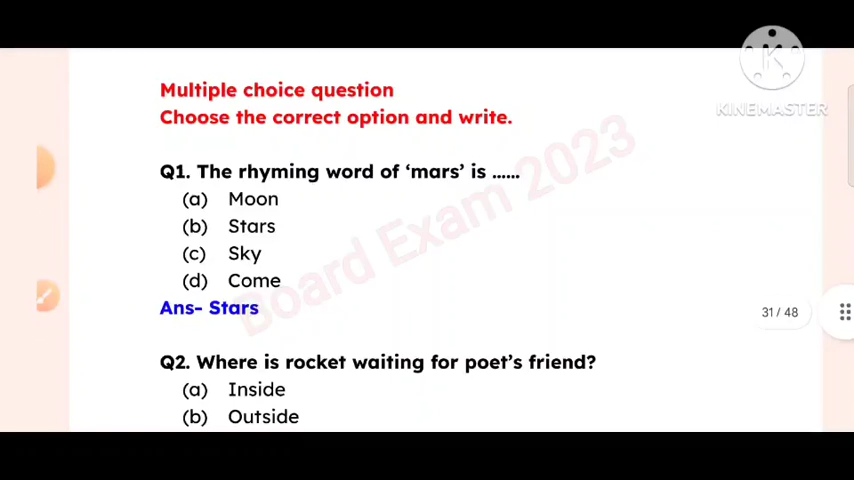 KINEMASTER
Multiple choice question
Choose the correct option and write.
Q1. The rhyming word of ‘mars’ is ......
(a) Moon
(b) Stars
(c) Sky
(d) Come
Ans- Stars
31 / 48
Q2. Where is rocket waiting for poet’s friend?
(a) Inside
(b) Outside
Board Exam 2023